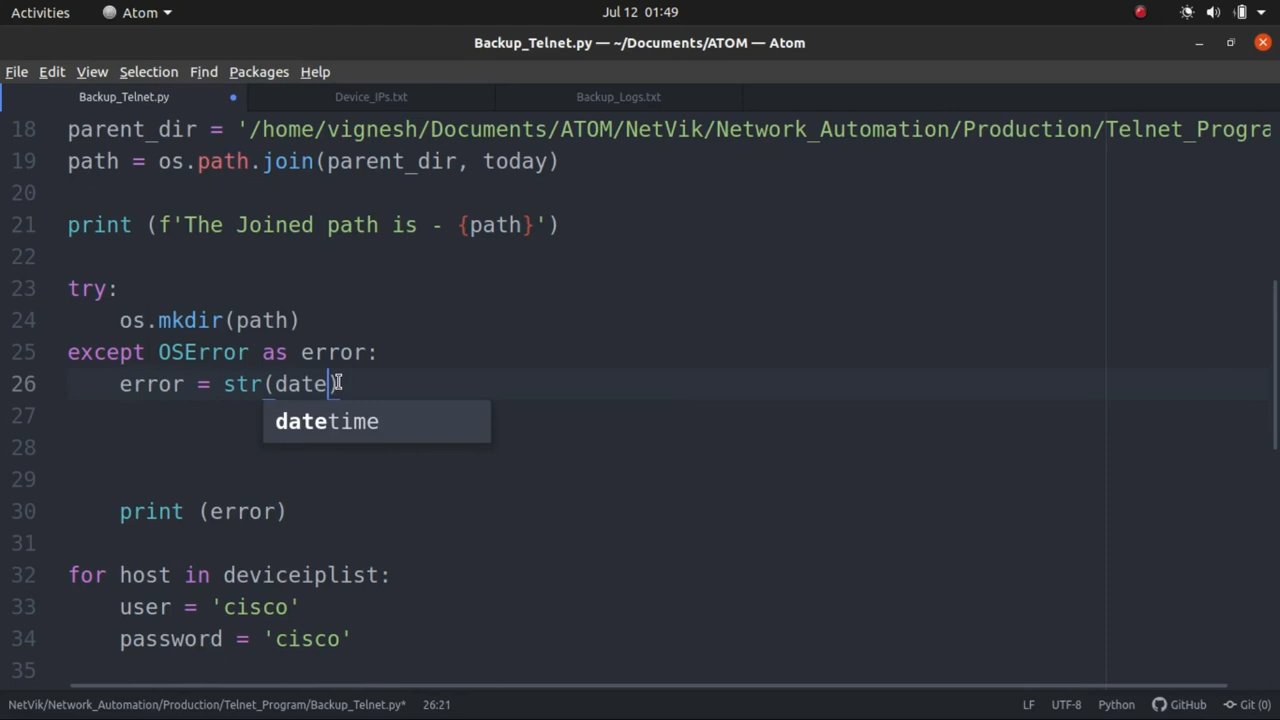 Activities Atom Jul 12 01:49
Backup_Telnet.py — ~/Documents/ATOM — Atom
File Edit View Selection Find Packages Help
Backup_Telnet.py Device_IPs.txt Backup_Logs.txt
18 parent_dir = '/home/vignesh/Documents/ATOM/NetVik/Network_Automation/Production/Telnet_Progra
19 path = os.path.join(parent_dir, today)
20
21 print (f'The Joined path is - {path}')
22
23 try:
24 os.mkdir(path)
25 except OSError as error:
26 error = str(date)
datetime
27
28
29
30 print (error)
31
32 for host in deviceiplist:
33 user = 'cisco'
34 password = 'cisco'
35
NetVik/Network_Automation/Production/Telnet_Program/Backup_Telnet.py* 26:21 LF UTF-8 Python GitHub Git (0)